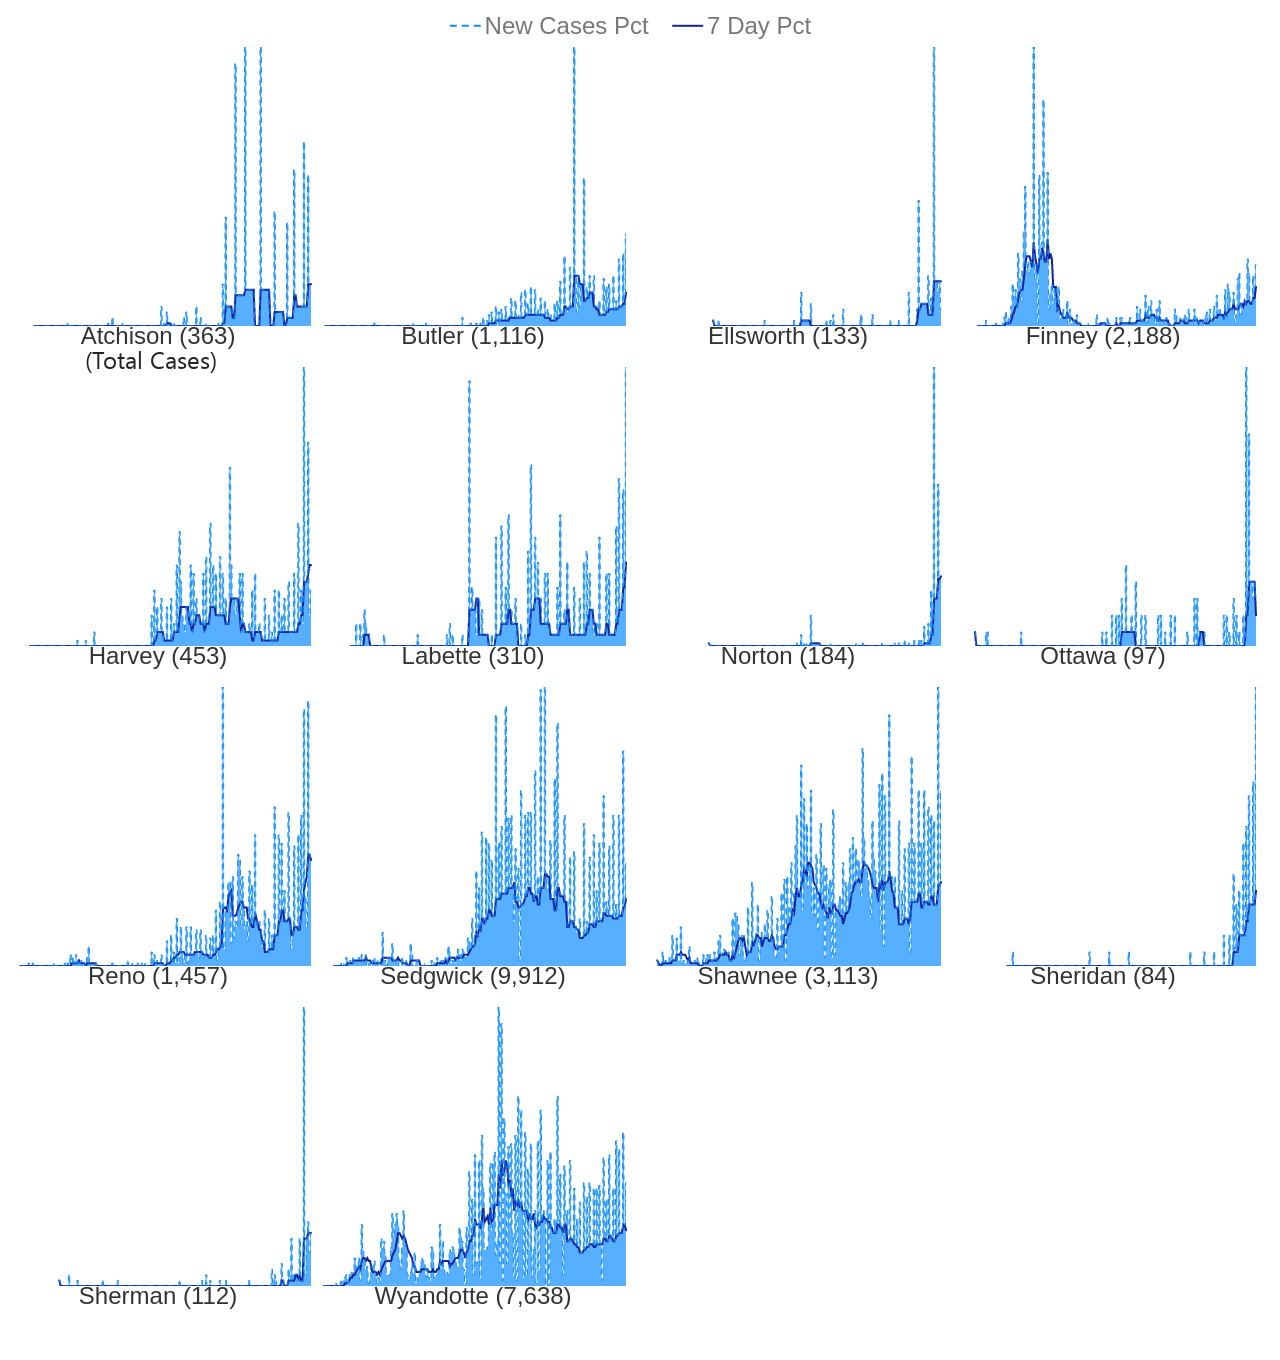 New Cases Pct 7 Day Pct
Atchison (363) Butler (1,116) Ellsworth (133) Finney (2,188)
(Total Cases)
Harvey (453) Labette (310) Norton (184) Ottawa (97)
Reno (1,457) Sedgwick (9,912) Shawnee (3,113) Sheridan (84)
Sherman (112) Wyandotte (7,638)